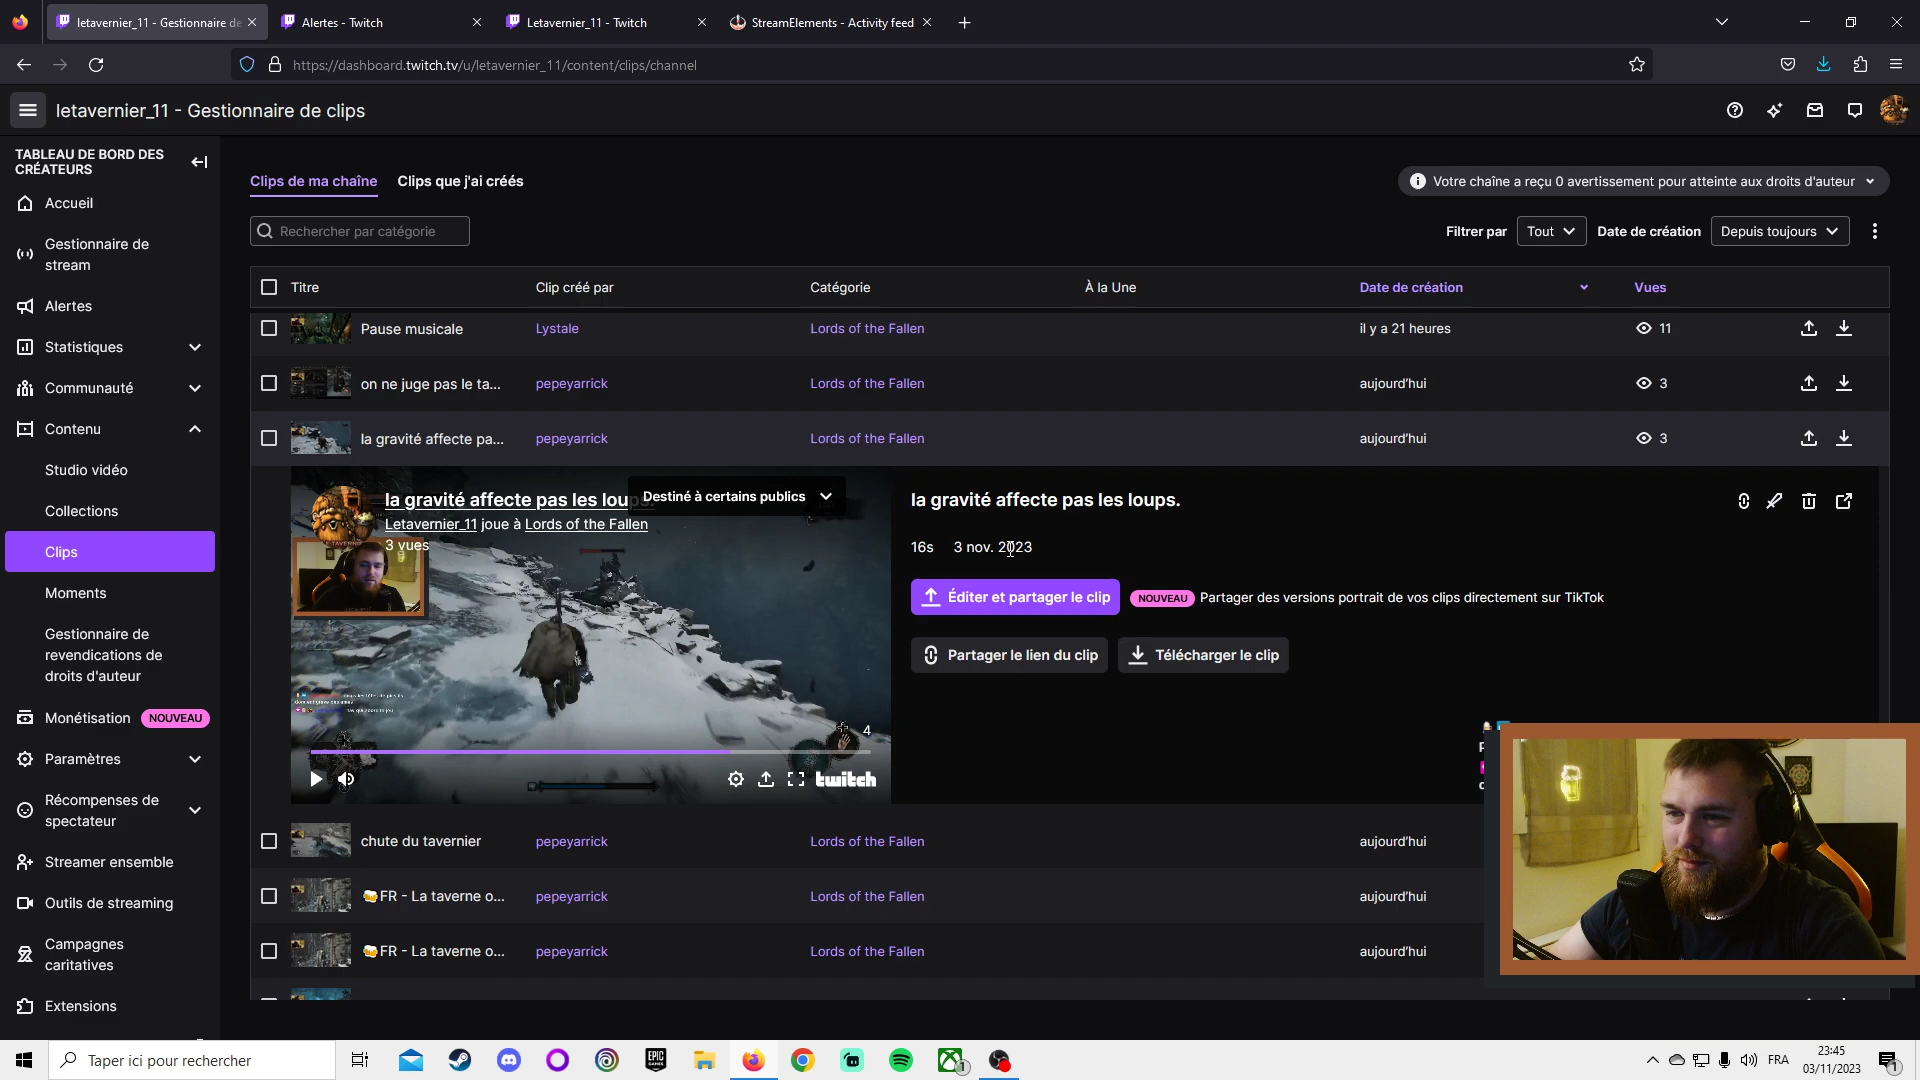 letavernier_11 - Gestionnaire de
Alertes - Twitch
Letavernier_11 - Twitch
StreamElements - Activity feed
https://dashboard.twitch.tv/u/letavernier_11/content/clips/channel
letavernier_11 - Gestionnaire de clips
TABLEAU DE BORD DES
CRÉATEURS
Accueil
Gestionnaire de
stream
Alertes
Statistiques
Communauté
Contenu
Studio vidéo
Collections
Clips
Moments
Gestionnaire de
revendications de
droits d'auteur
Monétisation NOUVEAU
Paramètres
Récompenses de
spectateur
Streamer ensemble
Outils de streaming
Campagnes
caritatives
Extensions
Clips de ma chaîne Clips que j'ai créés
Votre chaîne a reçu 0 avertissement pour atteinte aux droits d'auteur
Rechercher par catégorie
Filtrer par Tout Date de création Depuis toujours
Titre Clip créé par Catégorie À la Une Date de création Vues
Pause musicale Lystale Lords of the Fallen il y a 21 heures 11
on ne juge pas le ta... pepeyarrick Lords of the Fallen aujourd'hui 3
la gravité affecte pa... pepeyarrick Lords of the Fallen aujourd'hui 3
la gravité affecte pas les loups.
Destiné à certains publics
Letavernier_11 joue à Lords of the Fallen
3 vues
4
twitch
la gravité affecte pas les loups.
16s 3 nov. 2023
Éditer et partager le clip NOUVEAU Partager des versions portrait de vos clips directement sur TikTok
Partager le lien du clip Télécharger le clip
chute du tavernier pepeyarrick Lords of the Fallen aujourd'hui
🍻FR - La taverne o... pepeyarrick Lords of the Fallen aujourd'hui
🍻FR - La taverne o... pepeyarrick Lords of the Fallen aujourd'hui
Taper ici pour rechercher
EPIC GAMES
1
FRA
23:45
03/11/2023
1